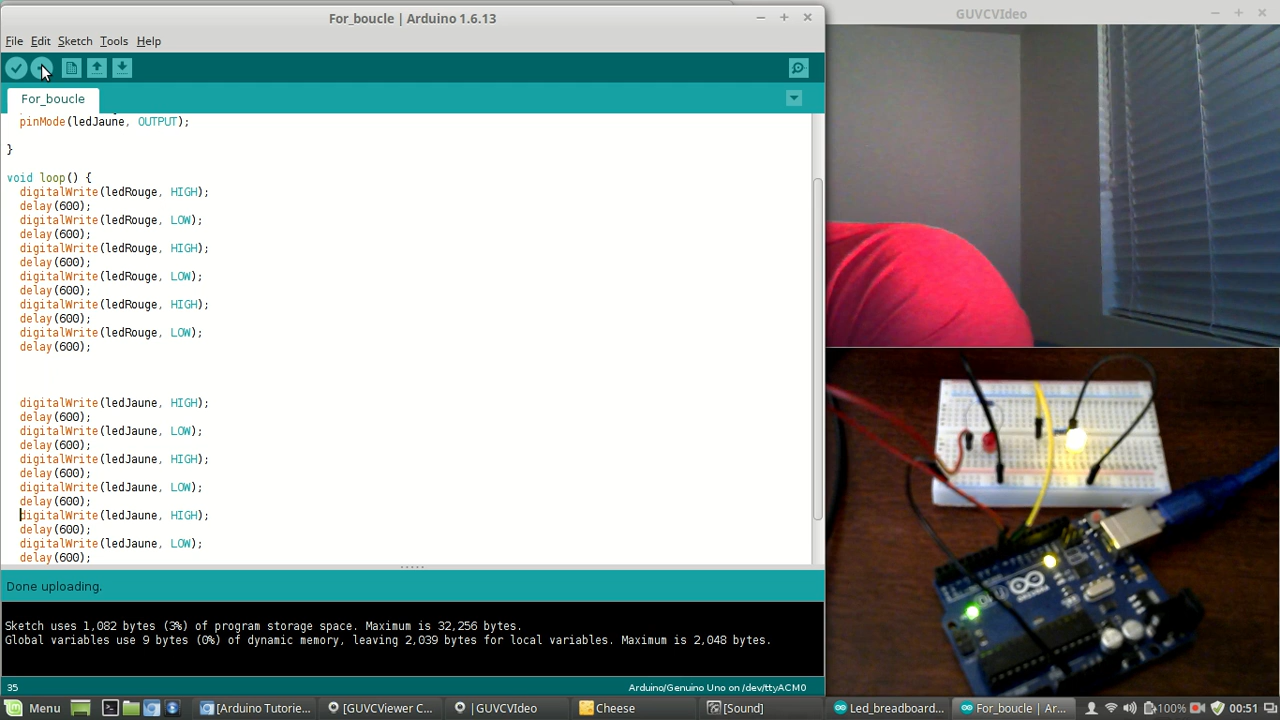 For_boucle | Arduino 1.6.13
GUVCVIdeo
File Edit Sketch Tools Help
For_boucle
pinMode(ledJaune, OUTPUT);
}
void loop() {
digitalWrite(ledRouge, HIGH);
delay(600);
digitalWrite(ledRouge, LOW);
delay(600);
digitalWrite(ledRouge, HIGH);
delay(600);
digitalWrite(ledRouge, LOW);
delay(600);
digitalWrite(ledRouge, HIGH);
delay(600);
digitalWrite(ledRouge, LOW);
delay(600);
digitalWrite(ledJaune, HIGH);
delay(600);
digitalWrite(ledJaune, LOW);
delay(600);
digitalWrite(ledJaune, HIGH);
delay(600);
digitalWrite(ledJaune, LOW);
delay(600);
digitalWrite(ledJaune, HIGH);
delay(600);
digitalWrite(ledJaune, LOW);
delay(600);
Done uploading.
Sketch uses 1,082 bytes (3%) of program storage space. Maximum is 32,256 bytes.
Global variables use 9 bytes (0%) of dynamic memory, leaving 2,039 bytes for local variables. Maximum is 2,048 bytes.
35
Arduino/Genuino Uno on /dev/ttyACM0
Menu [Arduino Tutorie... [GUVCViewer C... |GUVCVIdeo Cheese [Sound] Led_breadboard... For_boucle | Ar... 100% 00:51